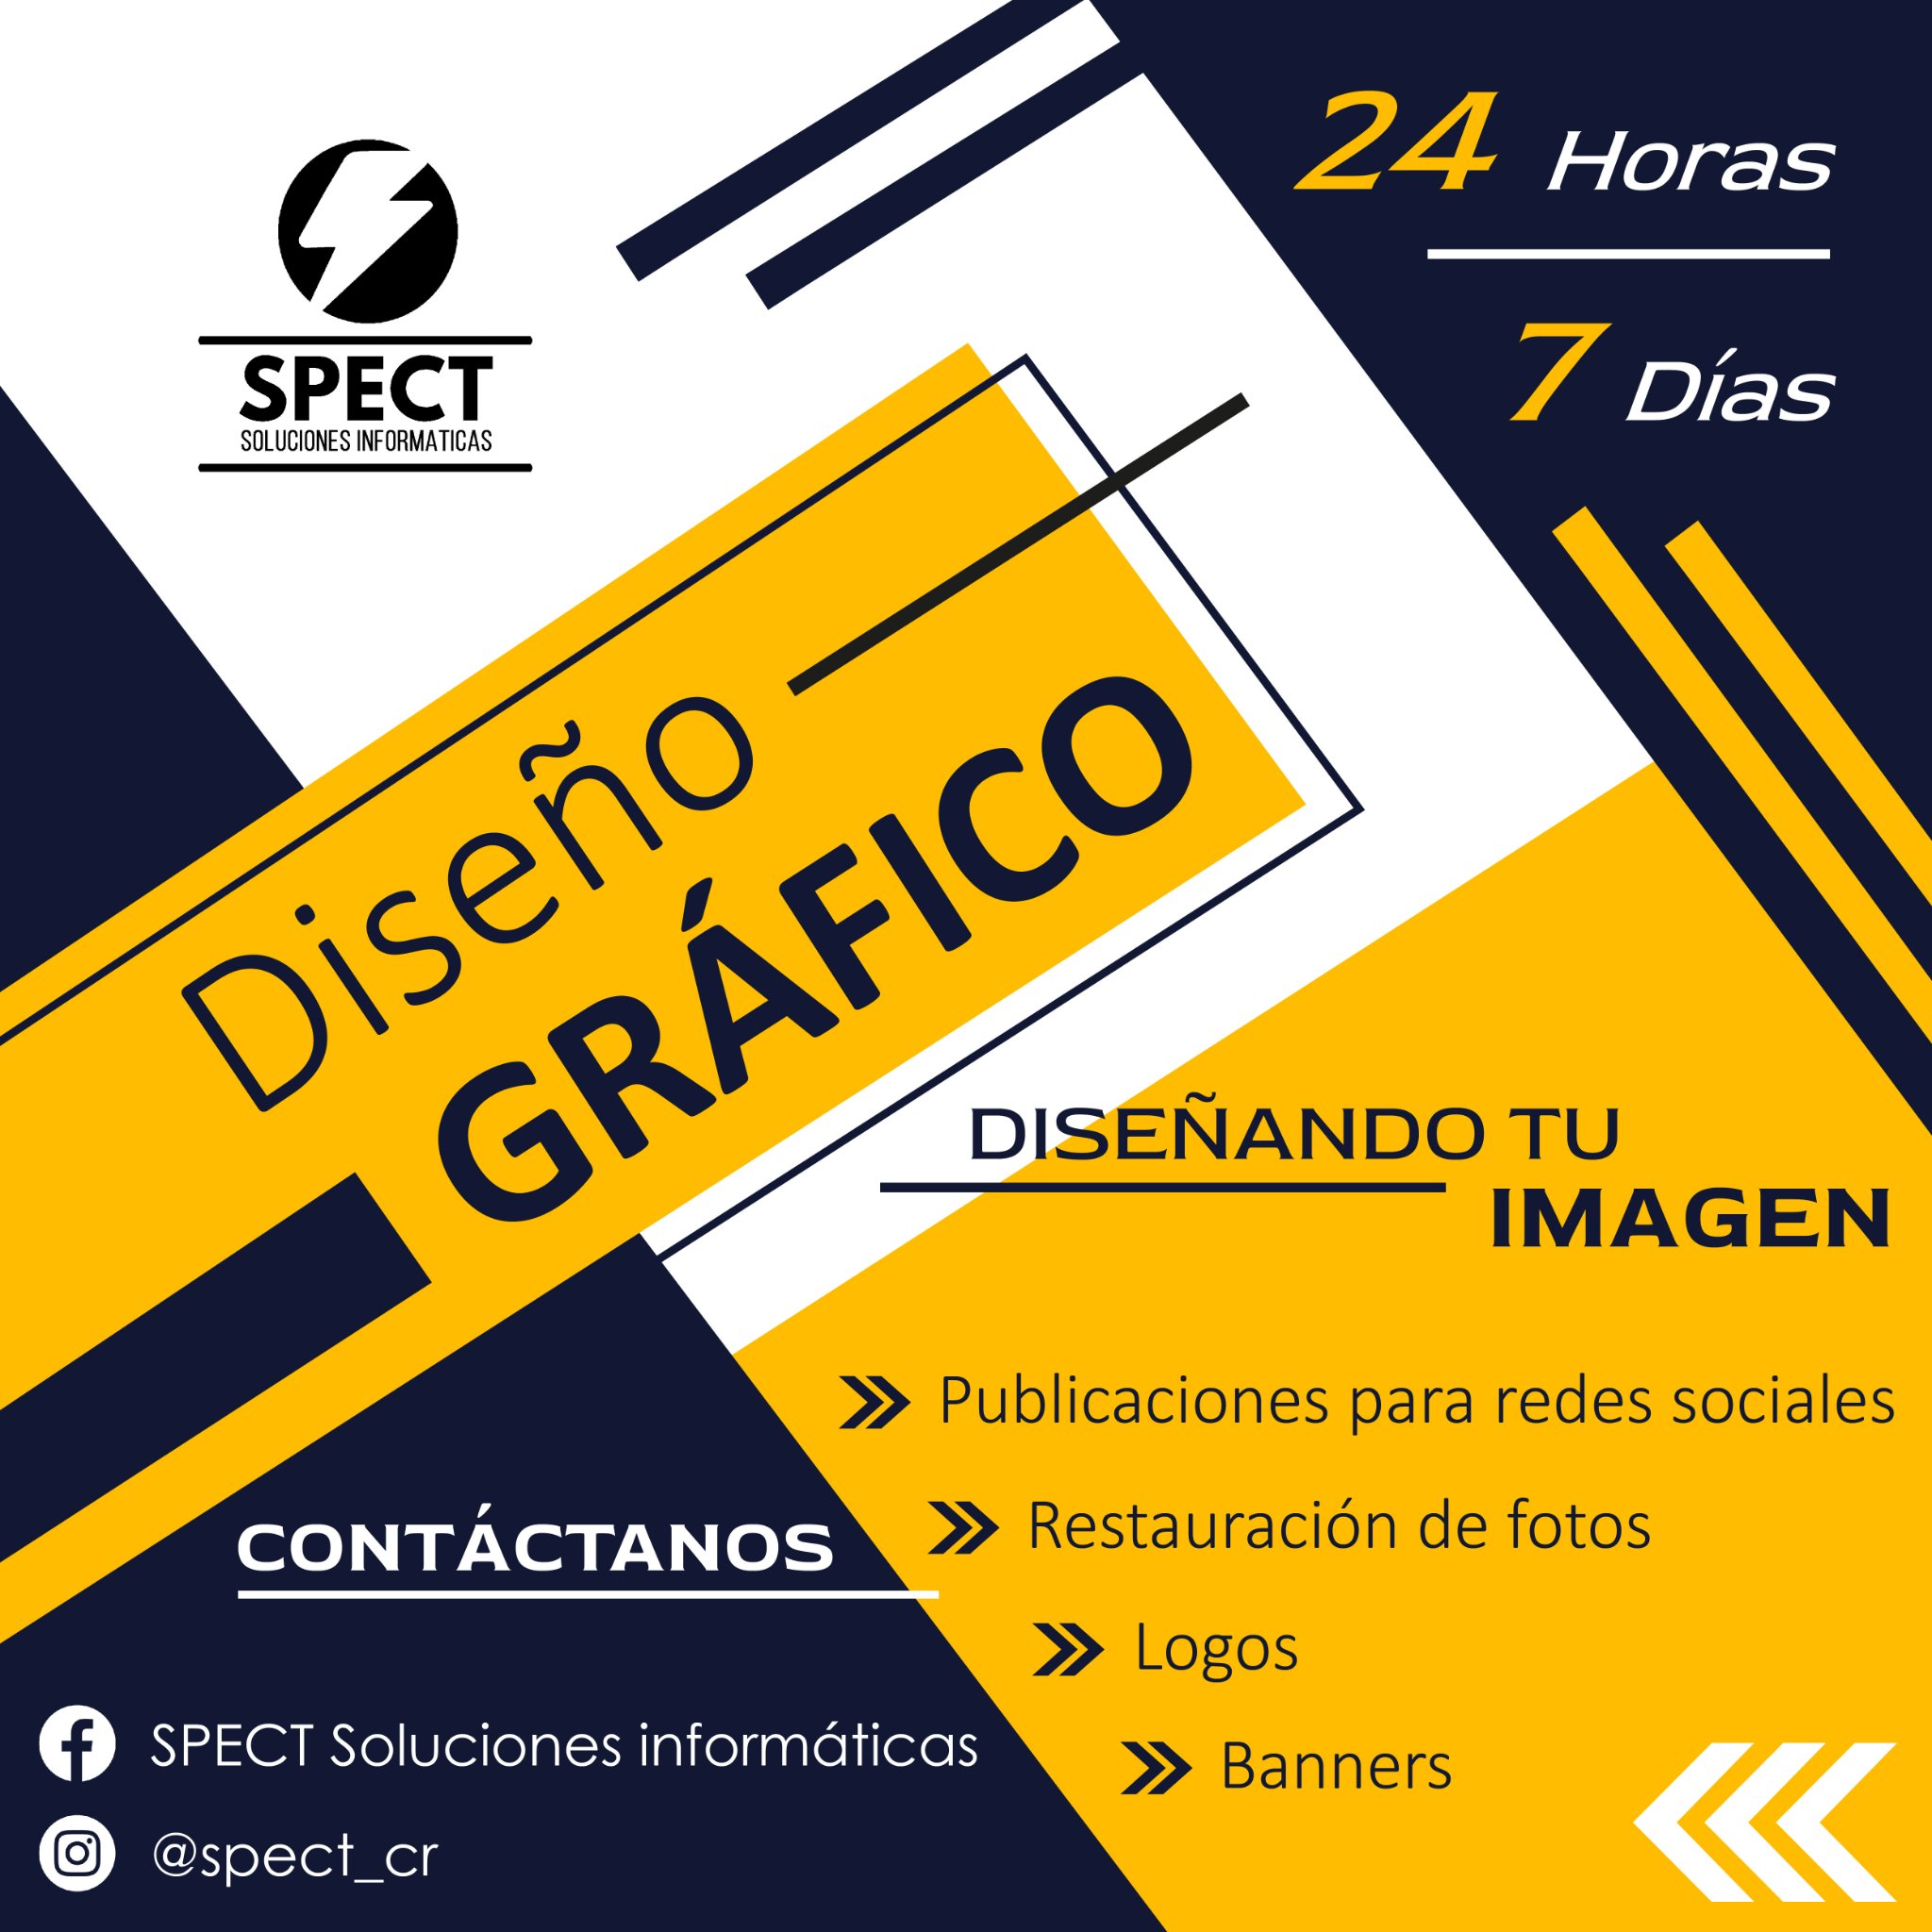 SPECT
SOLUCIONES INFORMATICAS
24 Horas
7 Días
Diseño
GRÁFICO
DISEÑANDO TU
IMAGEN
Publicaciones para redes sociales
Restauración de fotos
Logos
Banners
CONTÁCTANOS
SPECT Soluciones informáticas
@spect_cr